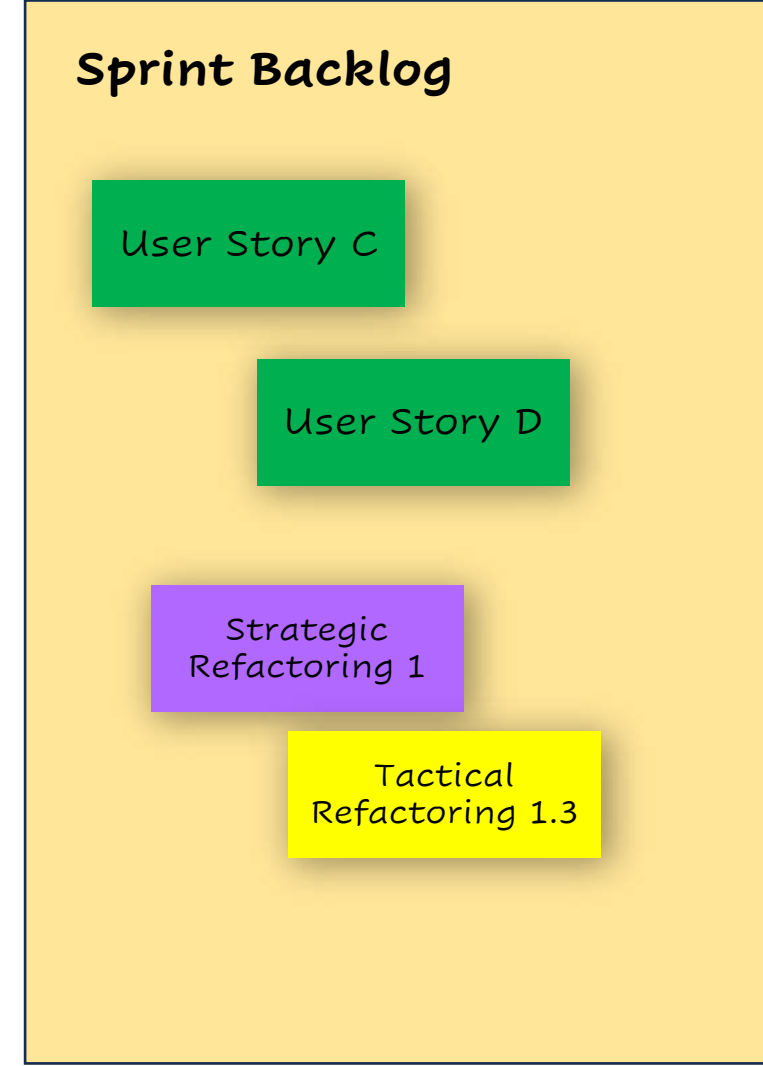 Sprint Backlog
User Story C
User Story D
Strategic
Refactoring 1
Tactical
Refactoring 1.3